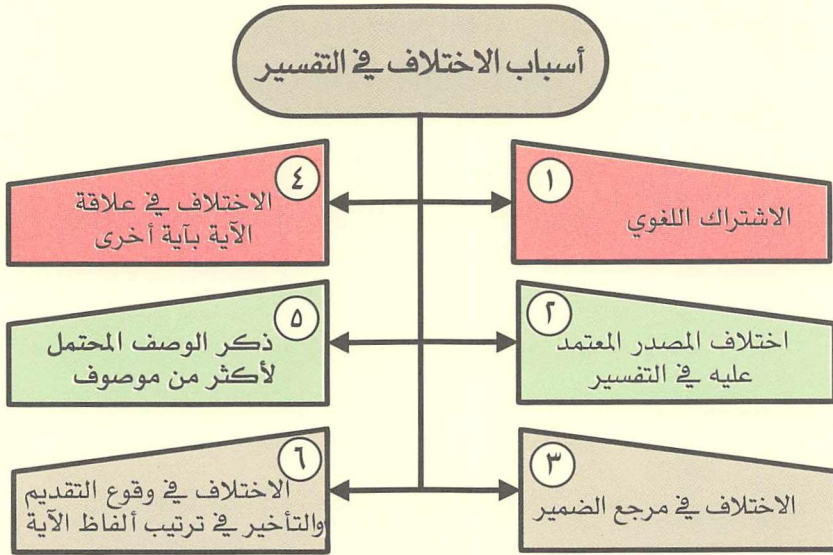 أسباب الاختلاف في التفسير
١
الاشتراك اللغوي
٢
اختلاف المصدر المعتمد
عليه في التفسير
٣
الاختلاف في مرجع الضمير
٤
الاختلاف في علاقة
الآية بآية أخرى
٥
ذكر الوصف المحتمل
لأكثر من موصوف
٦
الاختلاف في وقوع التقديم
والتأخير في ترتيب ألفاظ الآية